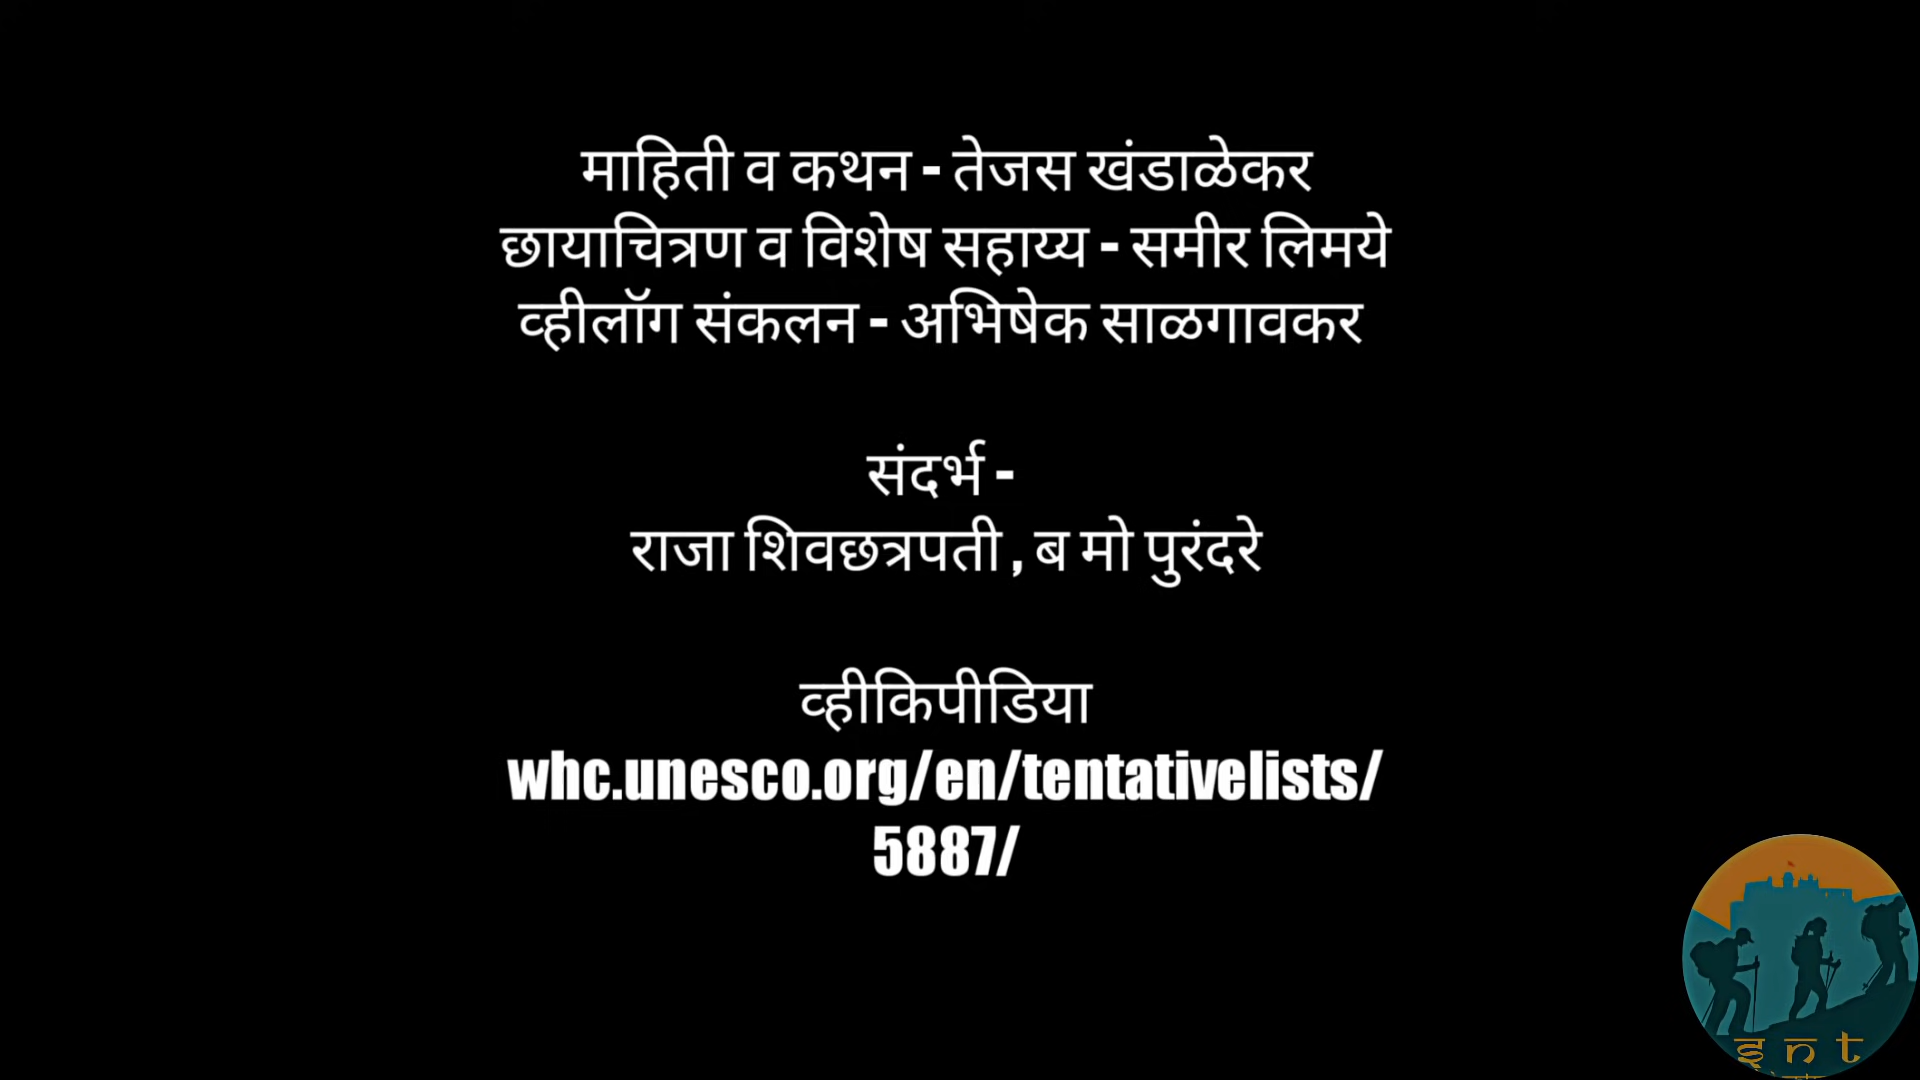 माहिती व कथन - तेजस खंडाळेकर
छायाचित्रण व विशेष सहाय्य - समीर लिमये
व्हीलॉग संकलन - अभिषेक साळगावकर
संदर्भ -
राजा शिवछत्रपती , ब मो पुरंदरे
व्हीकिपीडिया
whc.unesco.org/en/tentativelists/
5887/
snt